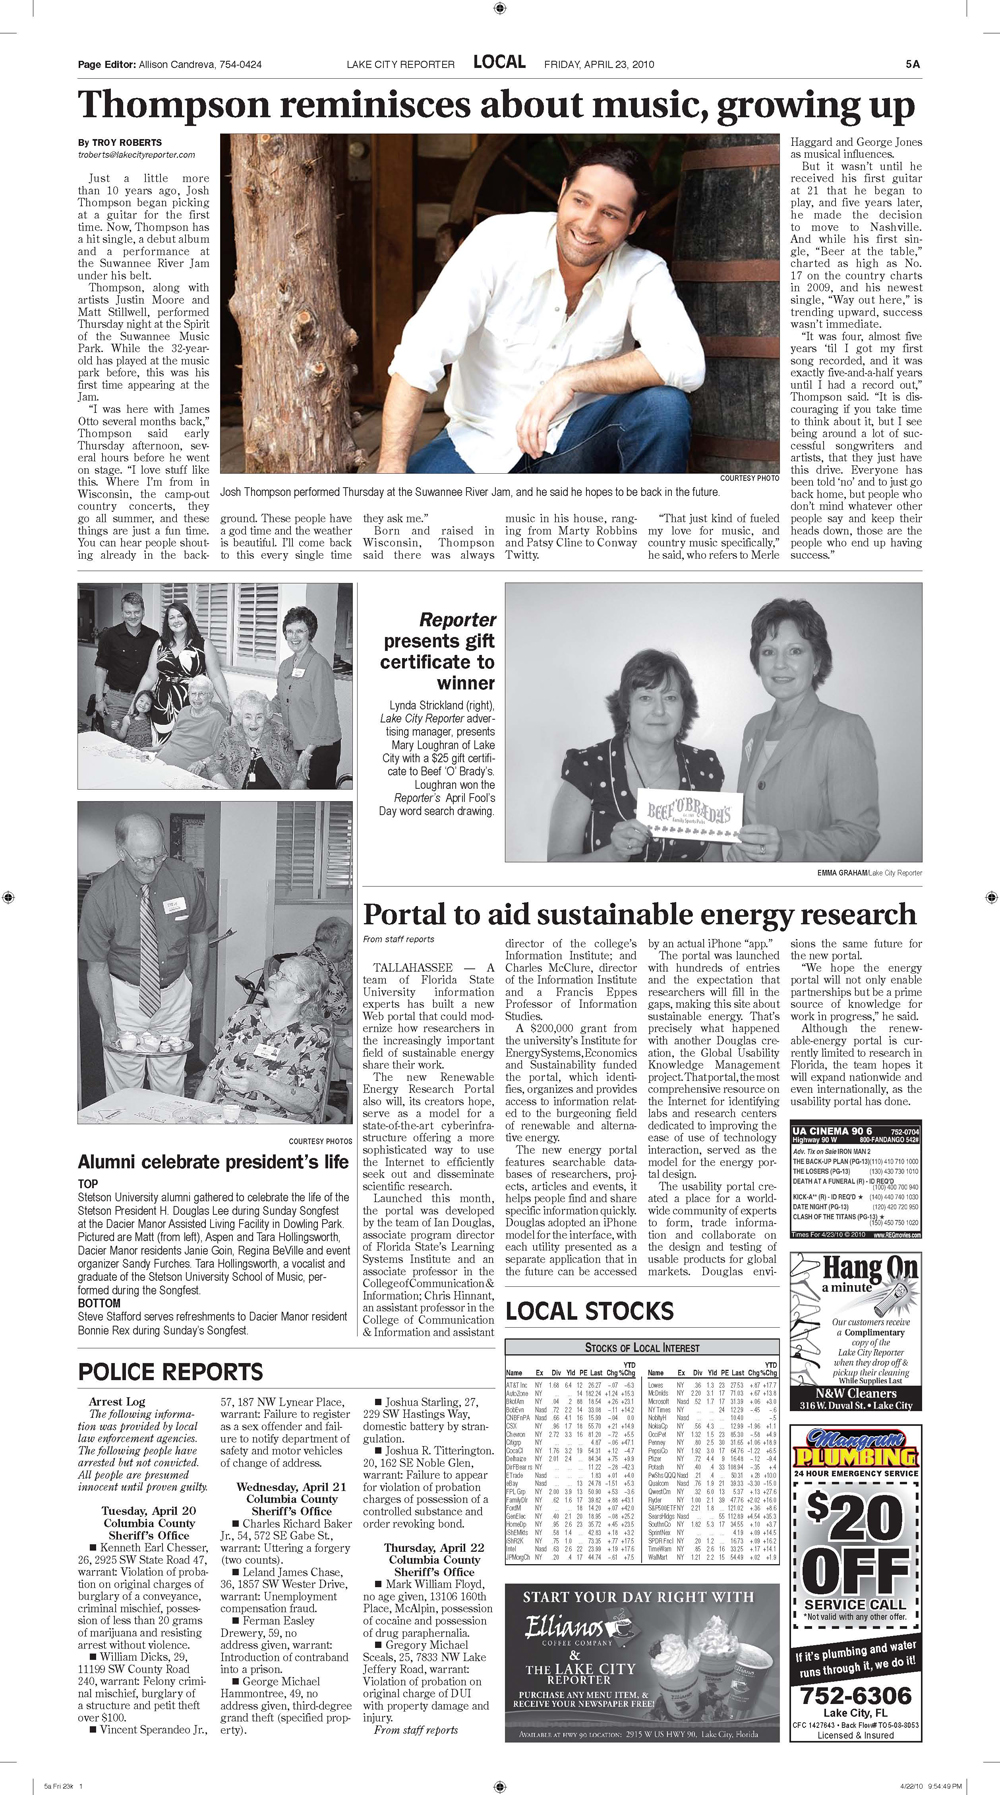 Page Editor: Allison Candreva, 754-0424
LAKE CITY REPORTER LOCAL FRIDAY, APRIL 23, 2010
5A
Thompson reminisces about music, growing up
By TROY ROBERTS
troberts@lakecityreporter.com
Just a little more
than 10 years ago, Josh
Thompson began picking
at a guitar for the first
time. Now, Thompson has
a hit single, a debut album
and a performance at
the Suwannee River Jam
under his belt.
Thompson, along with
artists Justin Moore and
Matt Stillwell, performed
Thursday night at the Spirit
of the Suwannee Music
Park. While the 32-year-
old has played at the music
park before, this was his
first time appearing at the
Jam.
“I was here with James
Otto several months back,”
Thompson said early
Thursday afternoon, sev-
eral hours before he went
on stage. “I love stuff like
this. Where I’m from in
Wisconsin, the camp-out
country concerts, they
go all summer, and these
things are just a fun time.
You can hear people shout-
ing already in the back-
COURTESY PHOTO
Josh Thompson performed Thursday at the Suwannee River Jam, and he said he hopes to be back in the future.
ground. These people have
a god time and the weather
is beautiful. I’ll come back
to this every single time
they ask me.”
Born and raised in
Wisconsin, Thompson
said there was always
music in his house, rang-
ing from Marty Robbins
and Patsy Cline to Conway
Twitty.
“That just kind of fueled
my love for music, and
country music specifically,”
he said, who refers to Merle
Haggard and George Jones
as musical influences.
But it wasn’t until he
received his first guitar
at 21 that he began to
play, and five years later,
he made the decision
to move to Nashville.
And while his first sin-
gle, “Beer at the table,”
charted as high as No.
17 on the country charts
in 2009, and his newest
single, “Way out here,” is
trending upward, success
wasn’t immediate.
“It was four, almost five
years ’til I got my first
song recorded, and it was
exactly five-and-a-half years
until I had a record out,”
Thompson said. “It is dis-
couraging if you take time
to think about it, but I see
being around a lot of suc-
cessful songwriters and
artists, that they just have
this drive. Everyone has
been told ‘no’ and to just go
back home, but people who
don’t mind whatever other
people say and keep their
heads down, those are the
people who end up having
success.”
Reporter
presents gift
certificate to
winner
Lynda Strickland (right),
Lake City Reporter adver-
tising manager, presents
Mary Loughran of Lake
City with a $25 gift certifi-
cate to Beef ’O’ Brady’s.
Loughran won the
Reporter’s April Fool’s
Day word search drawing.
BEEF ’O’ BRADY’S
Family Sports Pubs
EMMA GRAHAM/Lake City Reporter
COURTESY PHOTOS
Alumni celebrate president’s life
TOP
Stetson University alumni gathered to celebrate the life of the
Stetson President H. Douglas Lee during Sunday Songfest
at the Dacier Manor Assisted Living Facility in Dowling Park.
Pictured are Matt (from left), Aspen and Tara Hollingsworth,
Dacier Manor residents Janie Goin, Regina BeVille and event
organizer Sandy Furches. Tara Hollingsworth, a vocalist and
graduate of the Stetson University School of Music, per-
formed during the Songfest.
BOTTOM
Steve Stafford serves refreshments to Dacier Manor resident
Bonnie Rex during Sunday’s Songfest.
Portal to aid sustainable energy research
From staff reports
TALLAHASSEE — A
team of Florida State
University information
experts has built a new
Web portal that could mod-
ernize how researchers in
the increasingly important
field of sustainable energy
share their work.
The new Renewable
Energy Research Portal
also will, its creators hope,
serve as a model for a
state-of-the-art cyberinfra-
structure offering a more
sophisticated way to use
the Internet to efficiently
seek out and disseminate
scientific research.
Launched this month,
the portal was developed
by the team of Ian Douglas,
associate program director
of Florida State’s Learning
Systems Institute and an
associate professor in the
College of Communication &
Information; Chris Hinnant,
an assistant professor in the
College of Communication
& Information and assistant
director of the college’s
Information Institute; and
Charles McClure, director
of the Information Institute
and a Francis Eppes
Professor of Information
Studies.
A $200,000 grant from
the university’s Institute for
Energy Systems, Economics
and Sustainability funded
the portal, which identi-
fies, organizes and provides
access to information relat-
ed to the burgeoning field
of renewable and alterna-
tive energy.
The new energy portal
features searchable data-
bases of researchers, proj-
ects, articles and events, it
helps people find and share
specific information quickly.
Douglas adopted an iPhone
model for the interface, with
each utility presented as a
separate application that in
the future can be accessed
by an actual iPhone “app.”
The portal was launched
with hundreds of entries
and the expectation that
researchers will fill in the
gaps, making this site about
sustainable energy. That’s
precisely what happened
with another Douglas cre-
ation, the Global Usability
Knowledge Management
project. That portal, the most
comprehensive resource on
the Internet for identifying
labs and research centers
dedicated to improving the
ease of use of technology
interaction, served as the
model for the energy por-
tal design.
The usability portal cre-
ated a place for a world-
wide community of experts
to form, trade informa-
tion and collaborate on
the design and testing of
usable products for global
markets. Douglas envi-
sions the same future for
the new portal.
“We hope the energy
portal will not only enable
partnerships but be a prime
source of knowledge for
work in progress,” he said.
Although the renew-
able-energy portal is cur-
rently limited to research in
Florida, the team hopes it
will expand nationwide and
even internationally, as the
usability portal has done.
UA CINEMA 90 6 752-0704
Highway 90 W 800-FANDANGO 542#
Adv. Tix on Sale IRON MAN 2
THE BACK-UP PLAN (PG-13) (110) 410 710 1000
THE LOSERS (PG-13) (130) 430 730 1010
DEATH AT A FUNERAL (R) - ID REQ'D
(100) 400 700 940
KICK-A** (R) - ID REQ'D ★ (140) 440 740 1030
DATE NIGHT (PG-13) (120) 420 720 950
CLASH OF THE TITANS (PG-13) ★
(150) 450 750 1020
Times For 4/23/10 © 2010 www.REGmovies.com
Hang On
a minute
Our customers receive
a Complimentary
copy of the
Lake City Reporter
when they drop off &
pickup their cleaning
While Supplies Last
N&W Cleaners
316 W. Duval St. • Lake City
Mangrum
PLUMBING
24 HOUR EMERGENCY SERVICE
$20
OFF
SERVICE CALL
*Not valid with any other offer.
If it's plumbing and water
runs through it, we do it!
752-6306
Lake City, FL
CFC 1427643 • Back Flow# TO5-08-8053
Licensed & Insured
LOCAL STOCKS
STOCKS OF LOCAL INTEREST
YTD
Name Ex Div Yld PE Last Chg %Chg
YTD
Name Ex Div Yld PE Last Chg %Chg
START YOUR DAY RIGHT WITH
Ellianos
COFFEE COMPANY
&
THE LAKE CITY
REPORTER
PURCHASE ANY MENU ITEM, &
RECEIVE YOUR NEWSPAPER FREE!
AVAILABLE AT HWY 90 LOCATION: 2915 W US HWY 90, Lake City, Florida
POLICE REPORTS
Arrest Log
The following informa-
tion was provided by local
law enforcement agencies.
The following people have
arrested but not convicted.
All people are presumed
innocent until proven guilty.
Tuesday, April 20
Columbia County
Sheriff’s Office
■ Kenneth Earl Chesser,
26, 2925 SW State Road 47,
warrant: Violation of proba-
tion on original charges of
burglary of a conveyance,
criminal mischief, posses-
sion of less than 20 grams
of marijuana and resisting
arrest without violence.
■ William Dicks, 29,
11199 SW County Road
240, warrant: Felony crimi-
nal mischief, burglary of
a structure and petit theft
over $100.
■ Vincent Sperandeo Jr.,
57, 187 NW Lynear Place,
warrant: Failure to register
as a sex offender and fail-
ure to notify department of
safety and motor vehicles
of change of address.
Wednesday, April 21
Columbia County
Sheriff’s Office
■ Charles Richard Baker
Jr., 54, 572 SE Gabe St.,
warrant: Uttering a forgery
(two counts).
■ Leland James Chase,
36, 1857 SW Wester Drive,
warrant: Unemployment
compensation fraud.
■ Ferman Easley
Drewery, 59, no
address given, warrant:
Introduction of contraband
into a prison.
■ George Michael
Hammontree, 49, no
address given, third-degree
grand theft (specified prop-
erty).
■ Joshua Starling, 27,
229 SW Hastings Way,
domestic battery by stran-
gulation.
■ Joshua R. Titterington.
20, 162 SE Noble Glen,
warrant: Failure to appear
for violation of probation
charges of possession of a
controlled substance and
order revoking bond.
Thursday, April 22
Columbia County
Sheriff’s Office
■ Mark William Floyd,
no age given, 13106 160th
Place, McAlpin, possession
of cocaine and possession
of drug paraphernalia.
■ Gregory Michael
Sceals, 25, 7833 NW Lake
Jeffery Road, warrant:
Violation of probation on
original charge of DUI
with property damage and
injury.
From staff reports
5a Fri 23k 1
4/22/10 9:54:49 PM